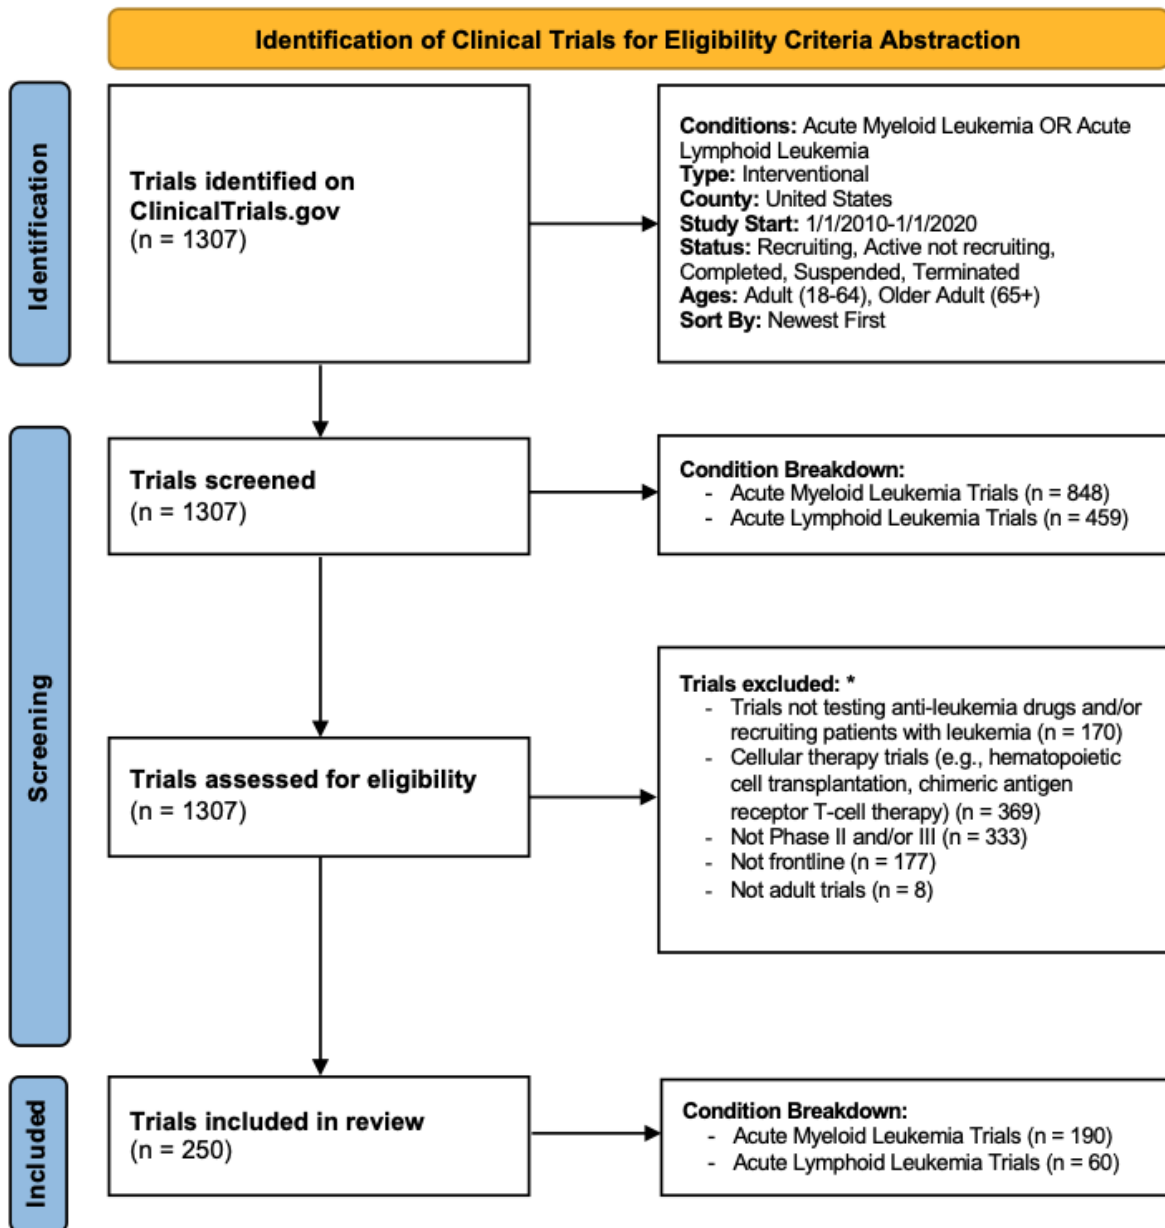 Identification of Clinical Trials for Eligibility Criteria Abstraction
Identification
Trials identified on
ClinicalTrials.gov
(n = 1307)
Conditions: Acute Myeloid Leukemia OR Acute
Lymphoid Leukemia
Type: Interventional
County: United States
Study Start: 1/1/2010-1/1/2020
Status: Recruiting, Active not recruiting,
Completed, Suspended, Terminated
Ages: Adult (18-64), Older Adult (65+)
Sort By: Newest First
Screening
Trials screened
(n = 1307)
Condition Breakdown:
- Acute Myeloid Leukemia Trials (n = 848)
- Acute Lymphoid Leukemia Trials (n = 459)
Trials assessed for eligibility
(n = 1307)
Trials excluded: *
- Trials not testing anti-leukemia drugs and/or
recruiting patients with leukemia (n = 170)
- Cellular therapy trials (e.g., hematopoietic
cell transplantation, chimeric antigen
receptor T-cell therapy) (n = 369)
- Not Phase II and/or III (n = 333)
- Not frontline (n = 177)
- Not adult trials (n = 8)
Included
Trials included in review
(n = 250)
Condition Breakdown:
- Acute Myeloid Leukemia Trials (n = 190)
- Acute Lymphoid Leukemia Trials (n = 60)